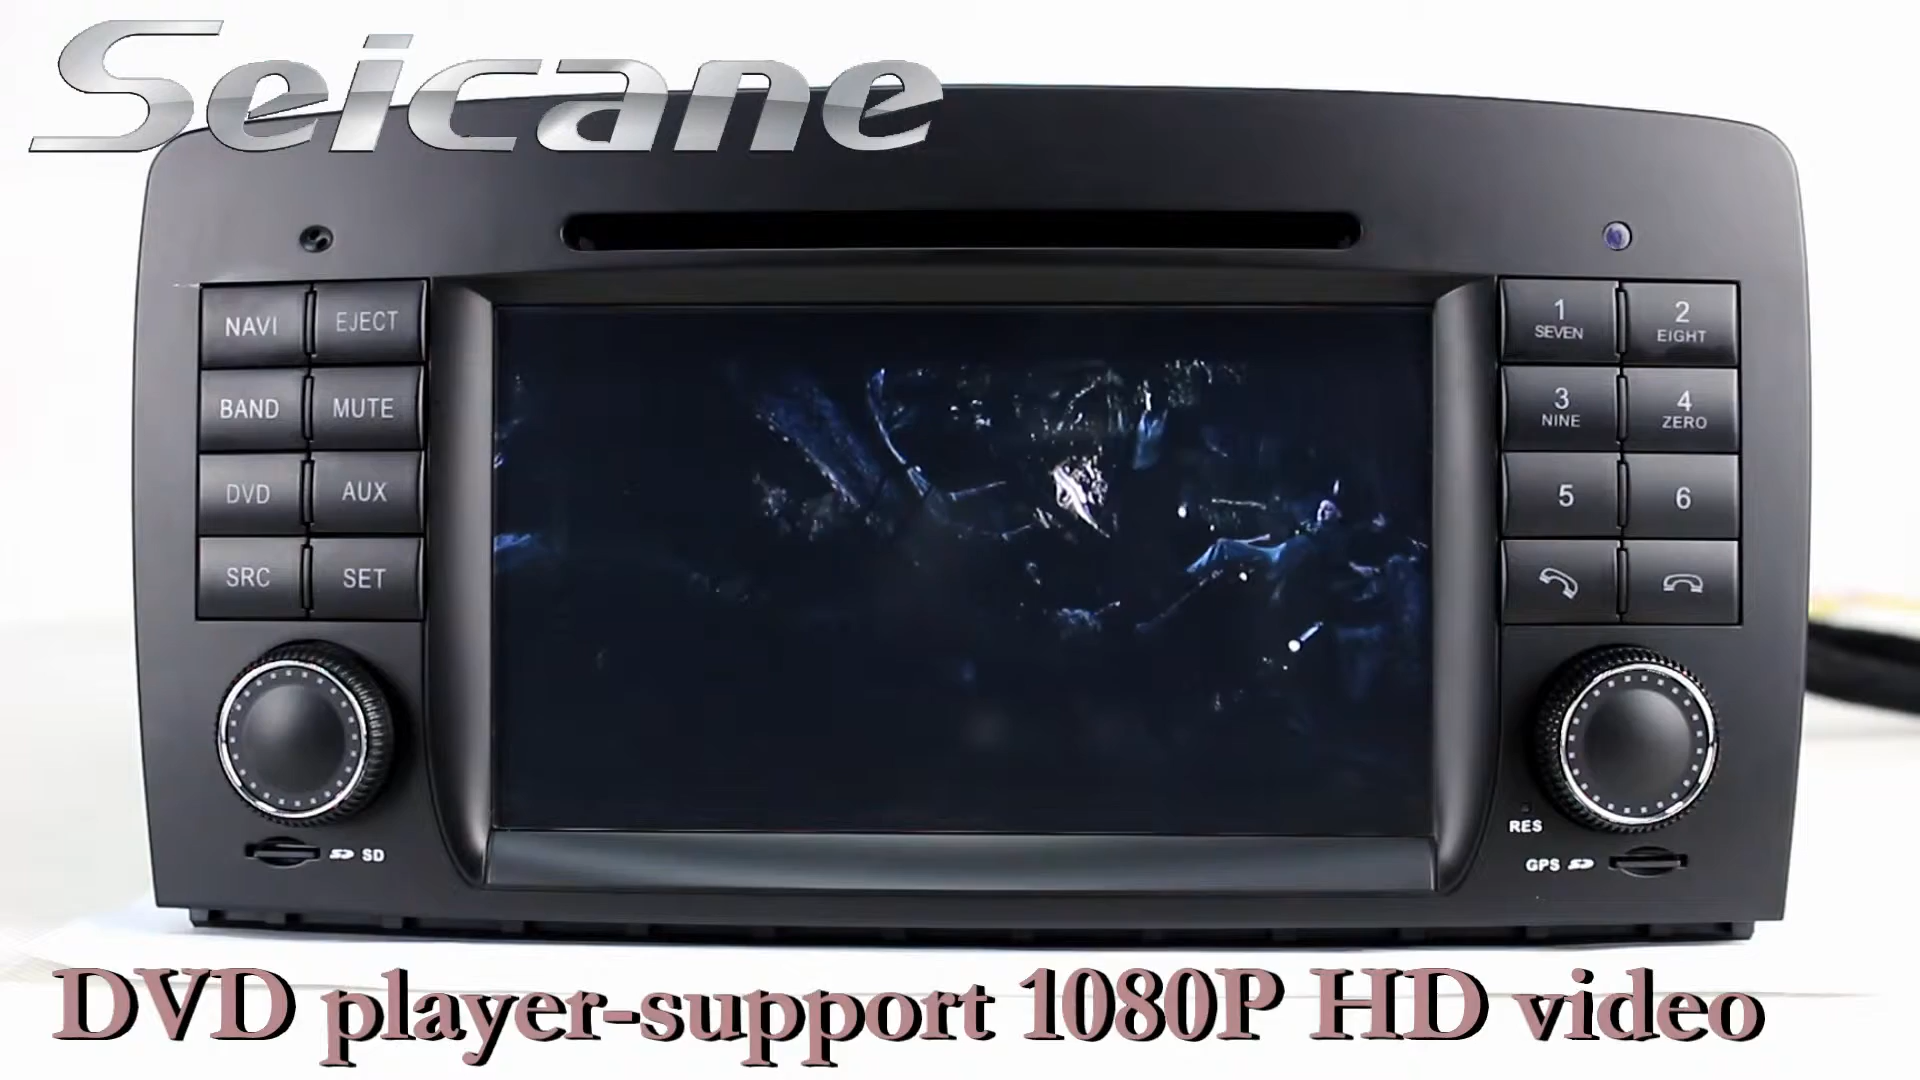 Seicane
NAVI EJECT
BAND MUTE
DVD AUX
SRC SET
SD
1 SEVEN
2 EIGHT
3 NINE
4 ZERO
5 6
RES
GPS
DVD player-support 1080P HD video